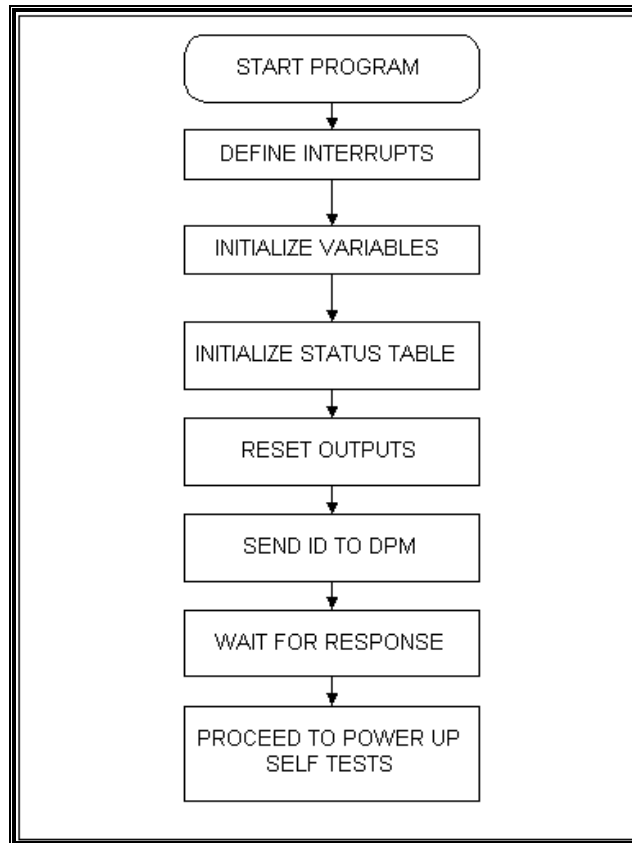 START PROGRAM
DEFINE INTERRUPTS
INITIALIZE VARIABLES
INITIALIZE STATUS TABLE
RESET OUTPUTS
SEND ID TO DPM
WAIT FOR RESPONSE
PROCEED TO POWER UP
SELF TESTS